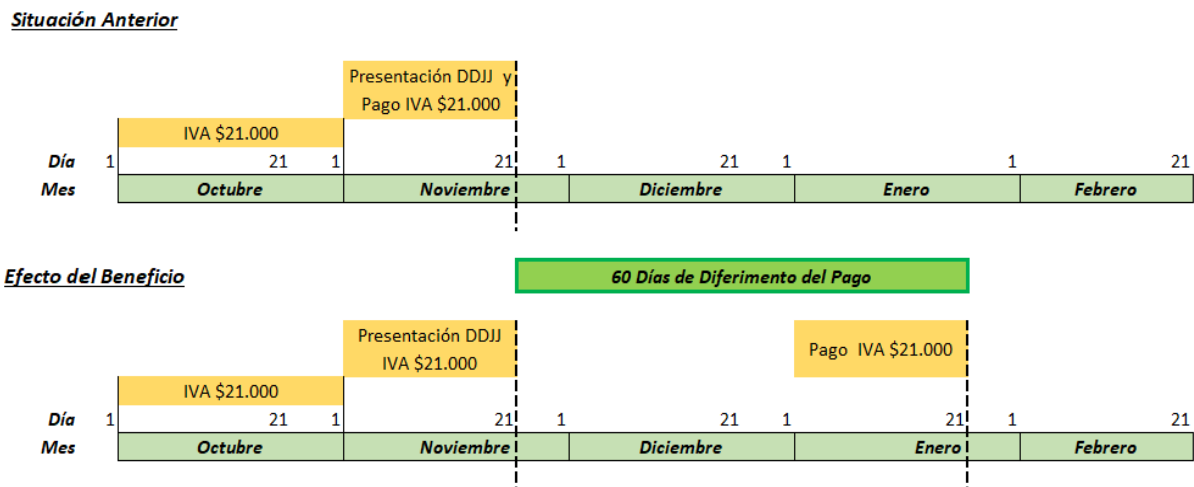 Situación Anterior
Presentación DDJJ y
Pago IVA $21.000
IVA $21.000
Día 1 21 1 21 1 21 1 1 21
Mes Octubre Noviembre Diciembre Enero Febrero
Efecto del Beneficio
60 Días de Diferimento del Pago
Presentación DDJJ
IVA $21.000
Pago IVA $21.000
IVA $21.000
Día 1 21 1 21 1 21 1 21 1 21
Mes Octubre Noviembre Diciembre Enero Febrero